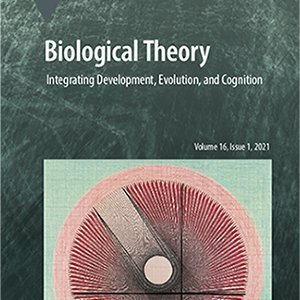 Biological Theory
Integrating Development, Evolution, and Cognition
Volume 16, Issue 1, 2021